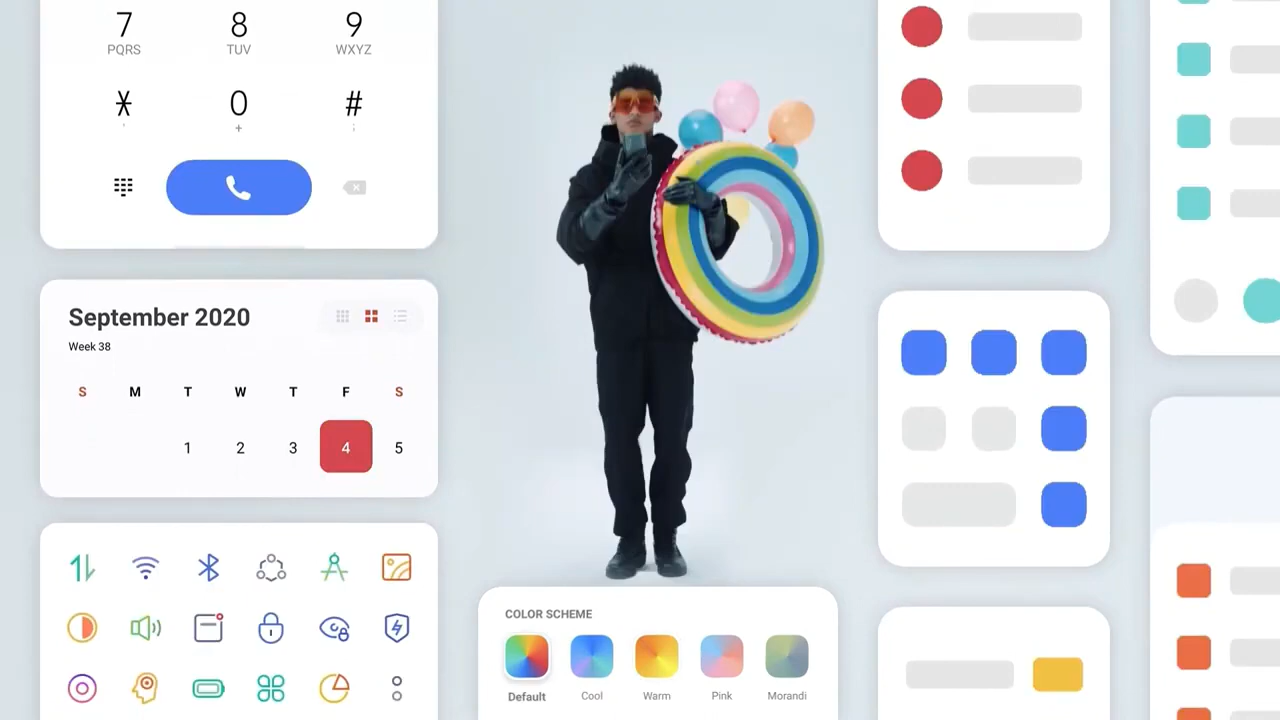 7 8 9
PQRS TUV WXYZ
* 0 #
' + ;
September 2020
Week 38
S M T W T F S
1 2 3 4 5
COLOR SCHEME
Default Cool Warm Pink Morandi